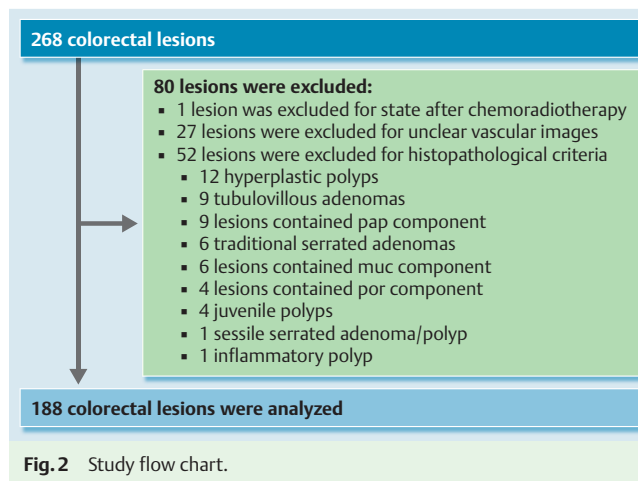 268 colorectal lesions
80 lesions were excluded:
▪ 1 lesion was excluded for state after chemoradiotherapy
▪ 27 lesions were excluded for unclear vascular images
▪ 52 lesions were excluded for histopathological criteria
▪ 12 hyperplastic polyps
▪ 9 tubulovillous adenomas
▪ 9 lesions contained pap component
▪ 6 traditional serrated adenomas
▪ 6 lesions contained muc component
▪ 4 lesions contained por component
▪ 4 juvenile polyps
▪ 1 sessile serrated adenoma/polyp
▪ 1 inflammatory polyp
188 colorectal lesions were analyzed
Fig. 2 Study flow chart.